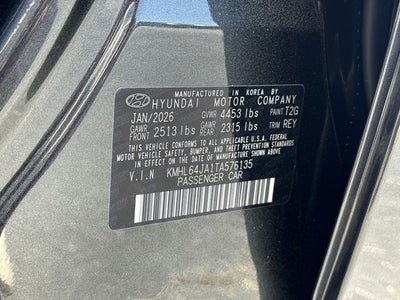 MANUFACTURED IN KOREA BY
HYUNDAI MOTOR COMPANY
JAN/2026 GVWR 4453 lbs PAINT T2G
GAWR FRONT 2513 lbs GAWR REAR 2315 lbs TRIM REY
THIS VEHICLE CONFORMS TO ALL APPLICABLE U.S.A.
FEDERAL MOTOR VEHICLE SAFETY, BUMPER, AND
THEFT PREVENTION STANDARDS IN EFFECT ON THE
DATE OF MANUFACTURE SHOWN ABOVE.
V.I.N KMHL64JA1TA576135
PASSENGER CAR